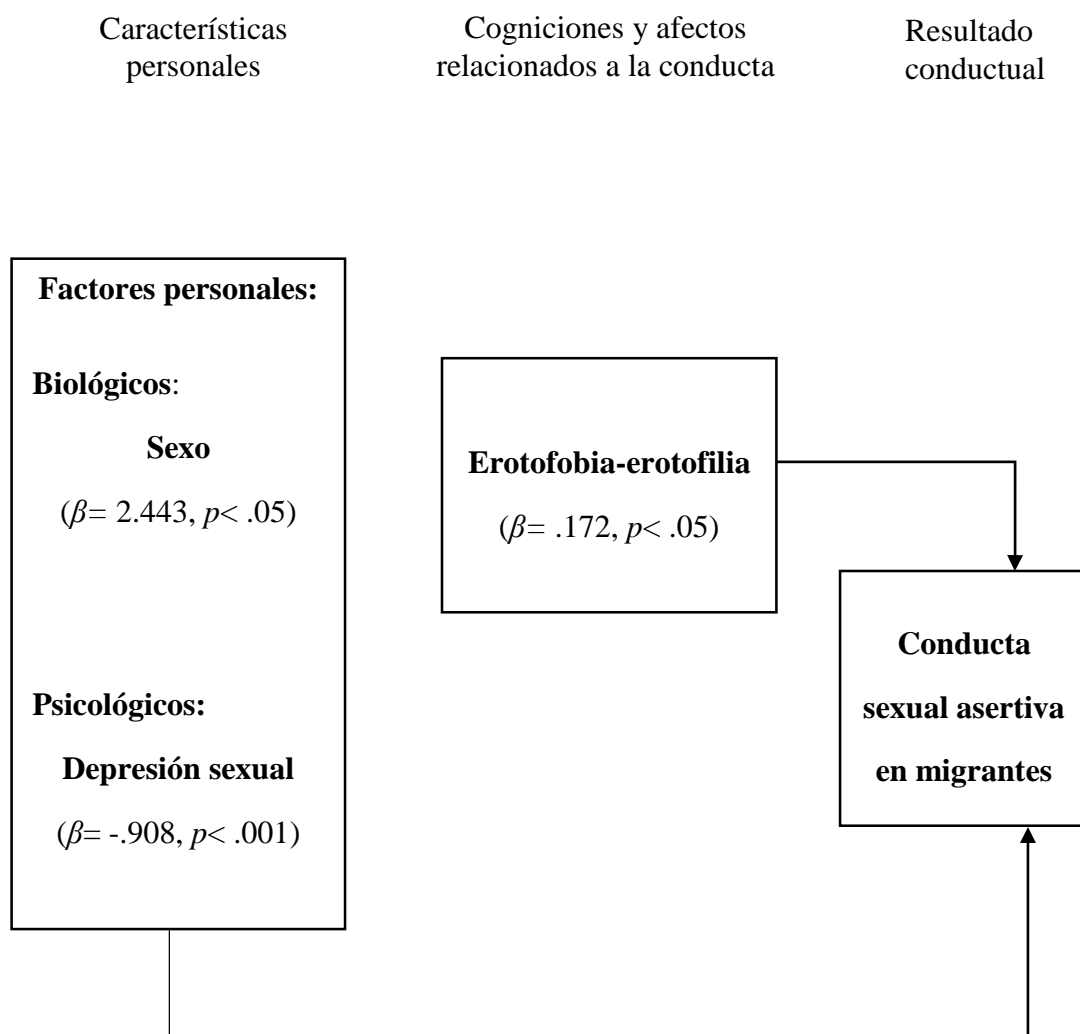 Características
personales
Cogniciones y afectos
relacionados a la conducta
Resultado
conductual
Factores personales:
Biológicos:
Sexo
(β= 2.443, p< .05)
Psicológicos:
Depresión sexual
(β= -.908, p< .001)
Erotofobia-erotofilia
(β= .172, p< .05)
Conducta
sexual asertiva
en migrantes